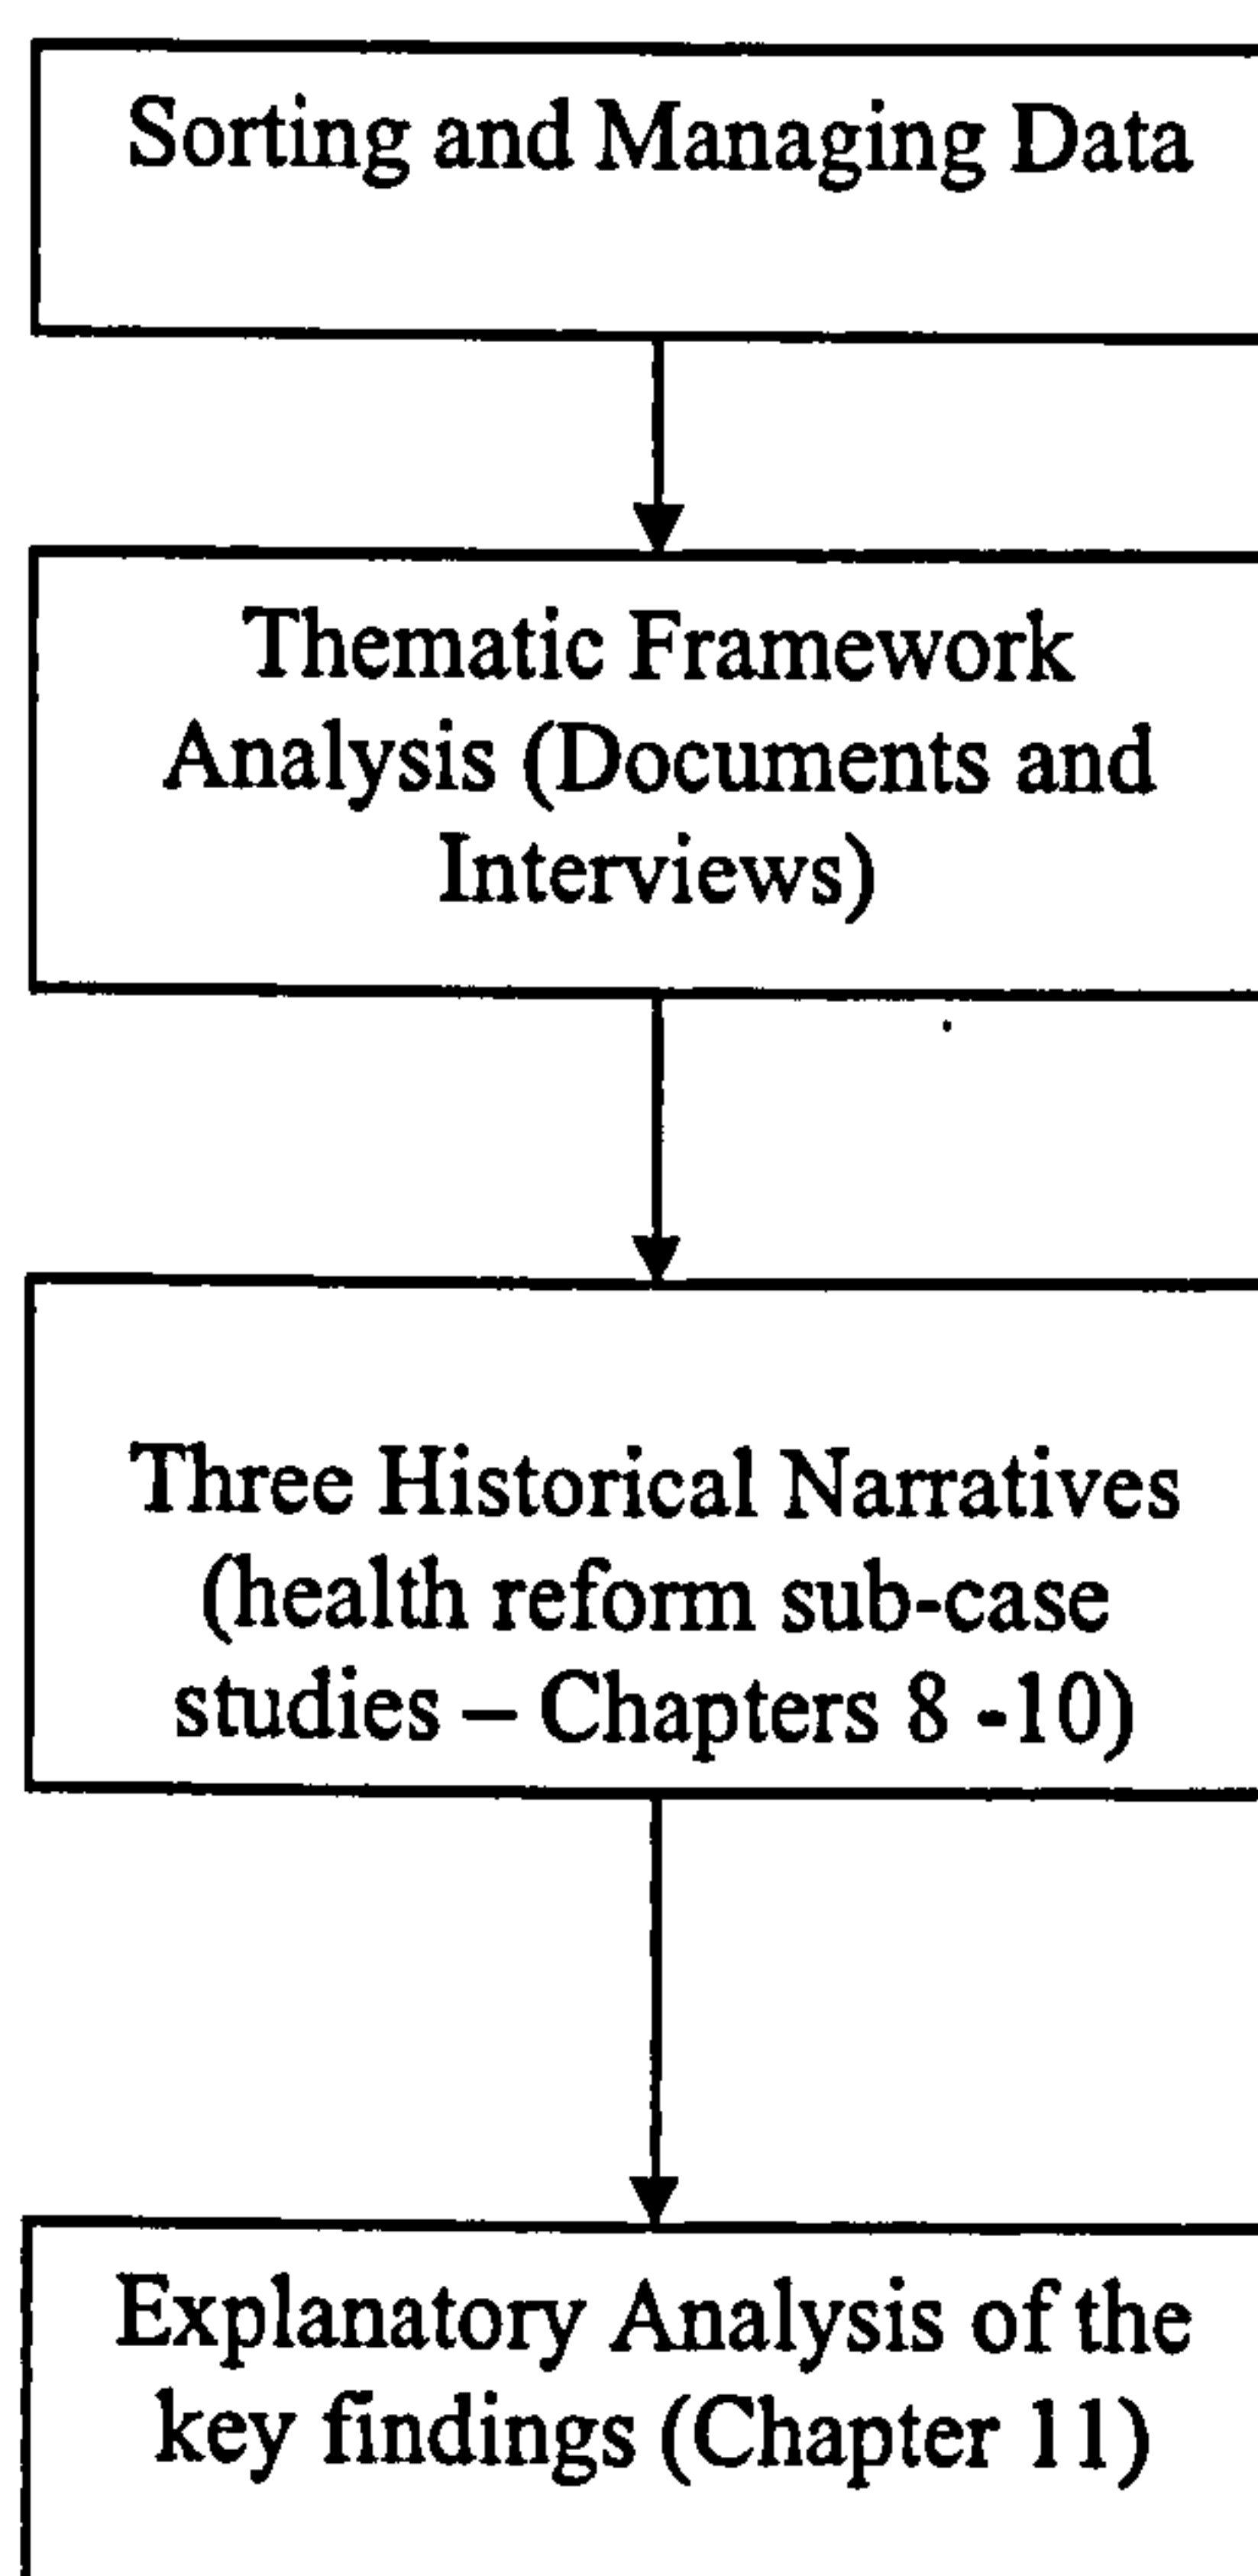 Sorting and Managing Data
Thematic Framework
Analysis (Documents and
Interviews)
Three Historical Narratives
(health reform sub-case
studies – Chapters 8 -10)
Explanatory Analysis of the
key findings (Chapter 11)